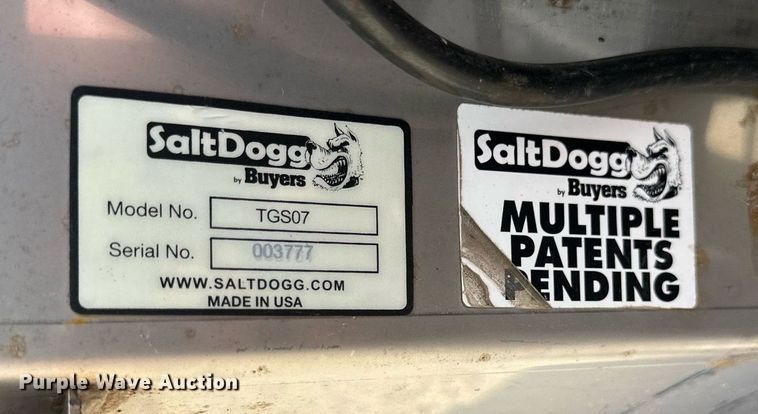 SaltDogg
by Buyers
Model No. TGS07
Serial No. 003777
WWW.SALTDOGG.COM
MADE IN USA
SaltDogg
by Buyers
MULTIPLE
PATENTS
PENDING
Purple Wave Auction